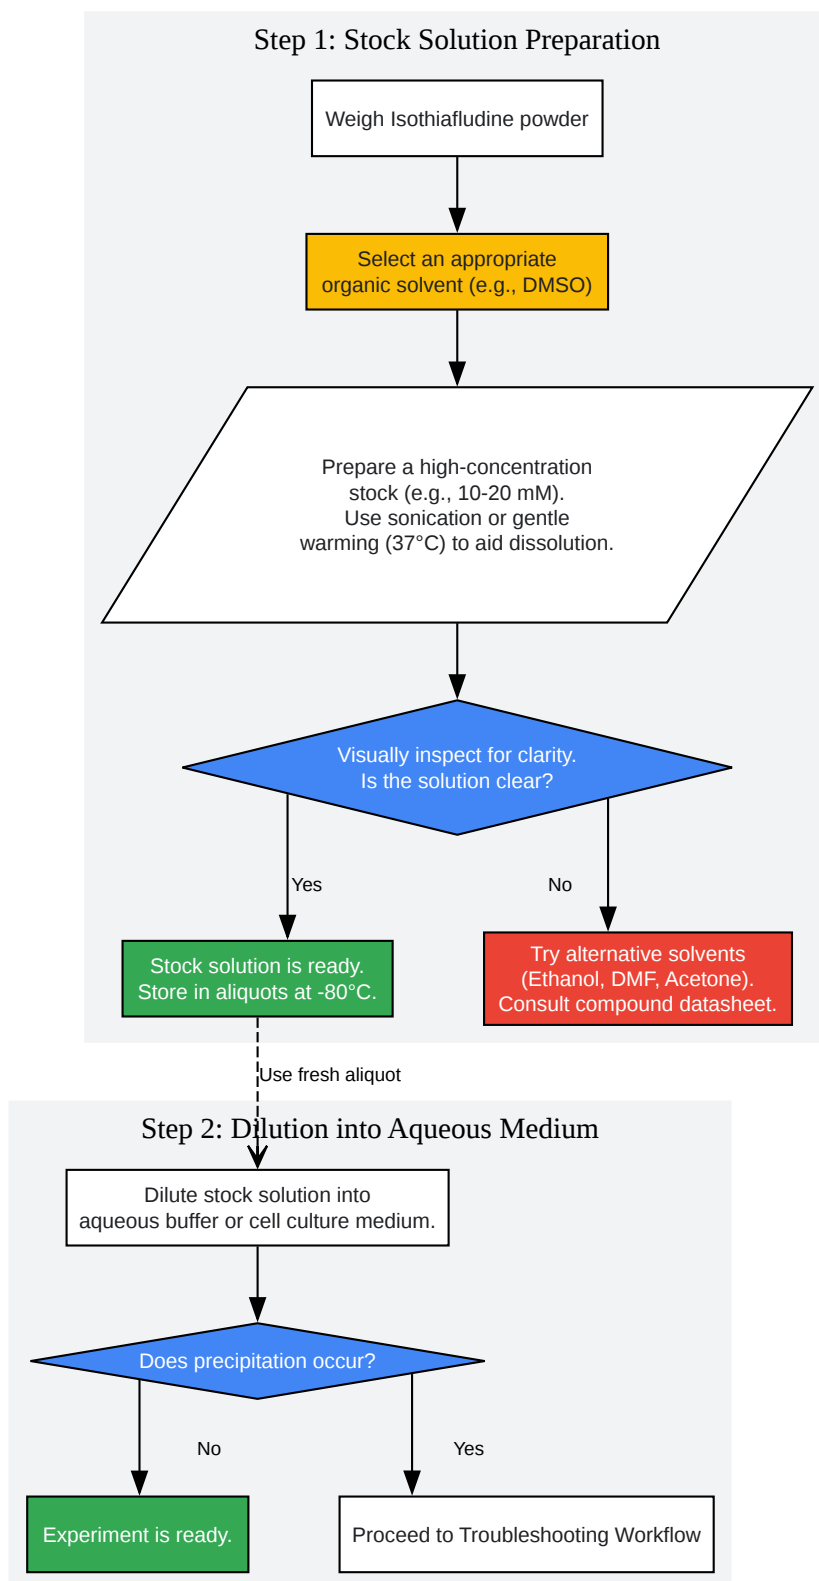 Step 1: Stock Solution Preparation
Weigh Isothiafludine powder
Select an appropriate
organic solvent (e.g., DMSO)
Prepare a high-concentration
stock (e.g., 10-20 mM).
Use sonication or gentle
warming (37°C) to aid dissolution.
Visually inspect for clarity.
Is the solution clear?
Yes
No
Stock solution is ready.
Store in aliquots at -80°C.
Try alternative solvents
(Ethanol, DMF, Acetone).
Consult compound datasheet.
Use fresh aliquot
Step 2: Dilution into Aqueous Medium
Dilute stock solution into
aqueous buffer or cell culture medium.
Does precipitation occur?
No
Yes
Experiment is ready.
Proceed to Troubleshooting Workflow